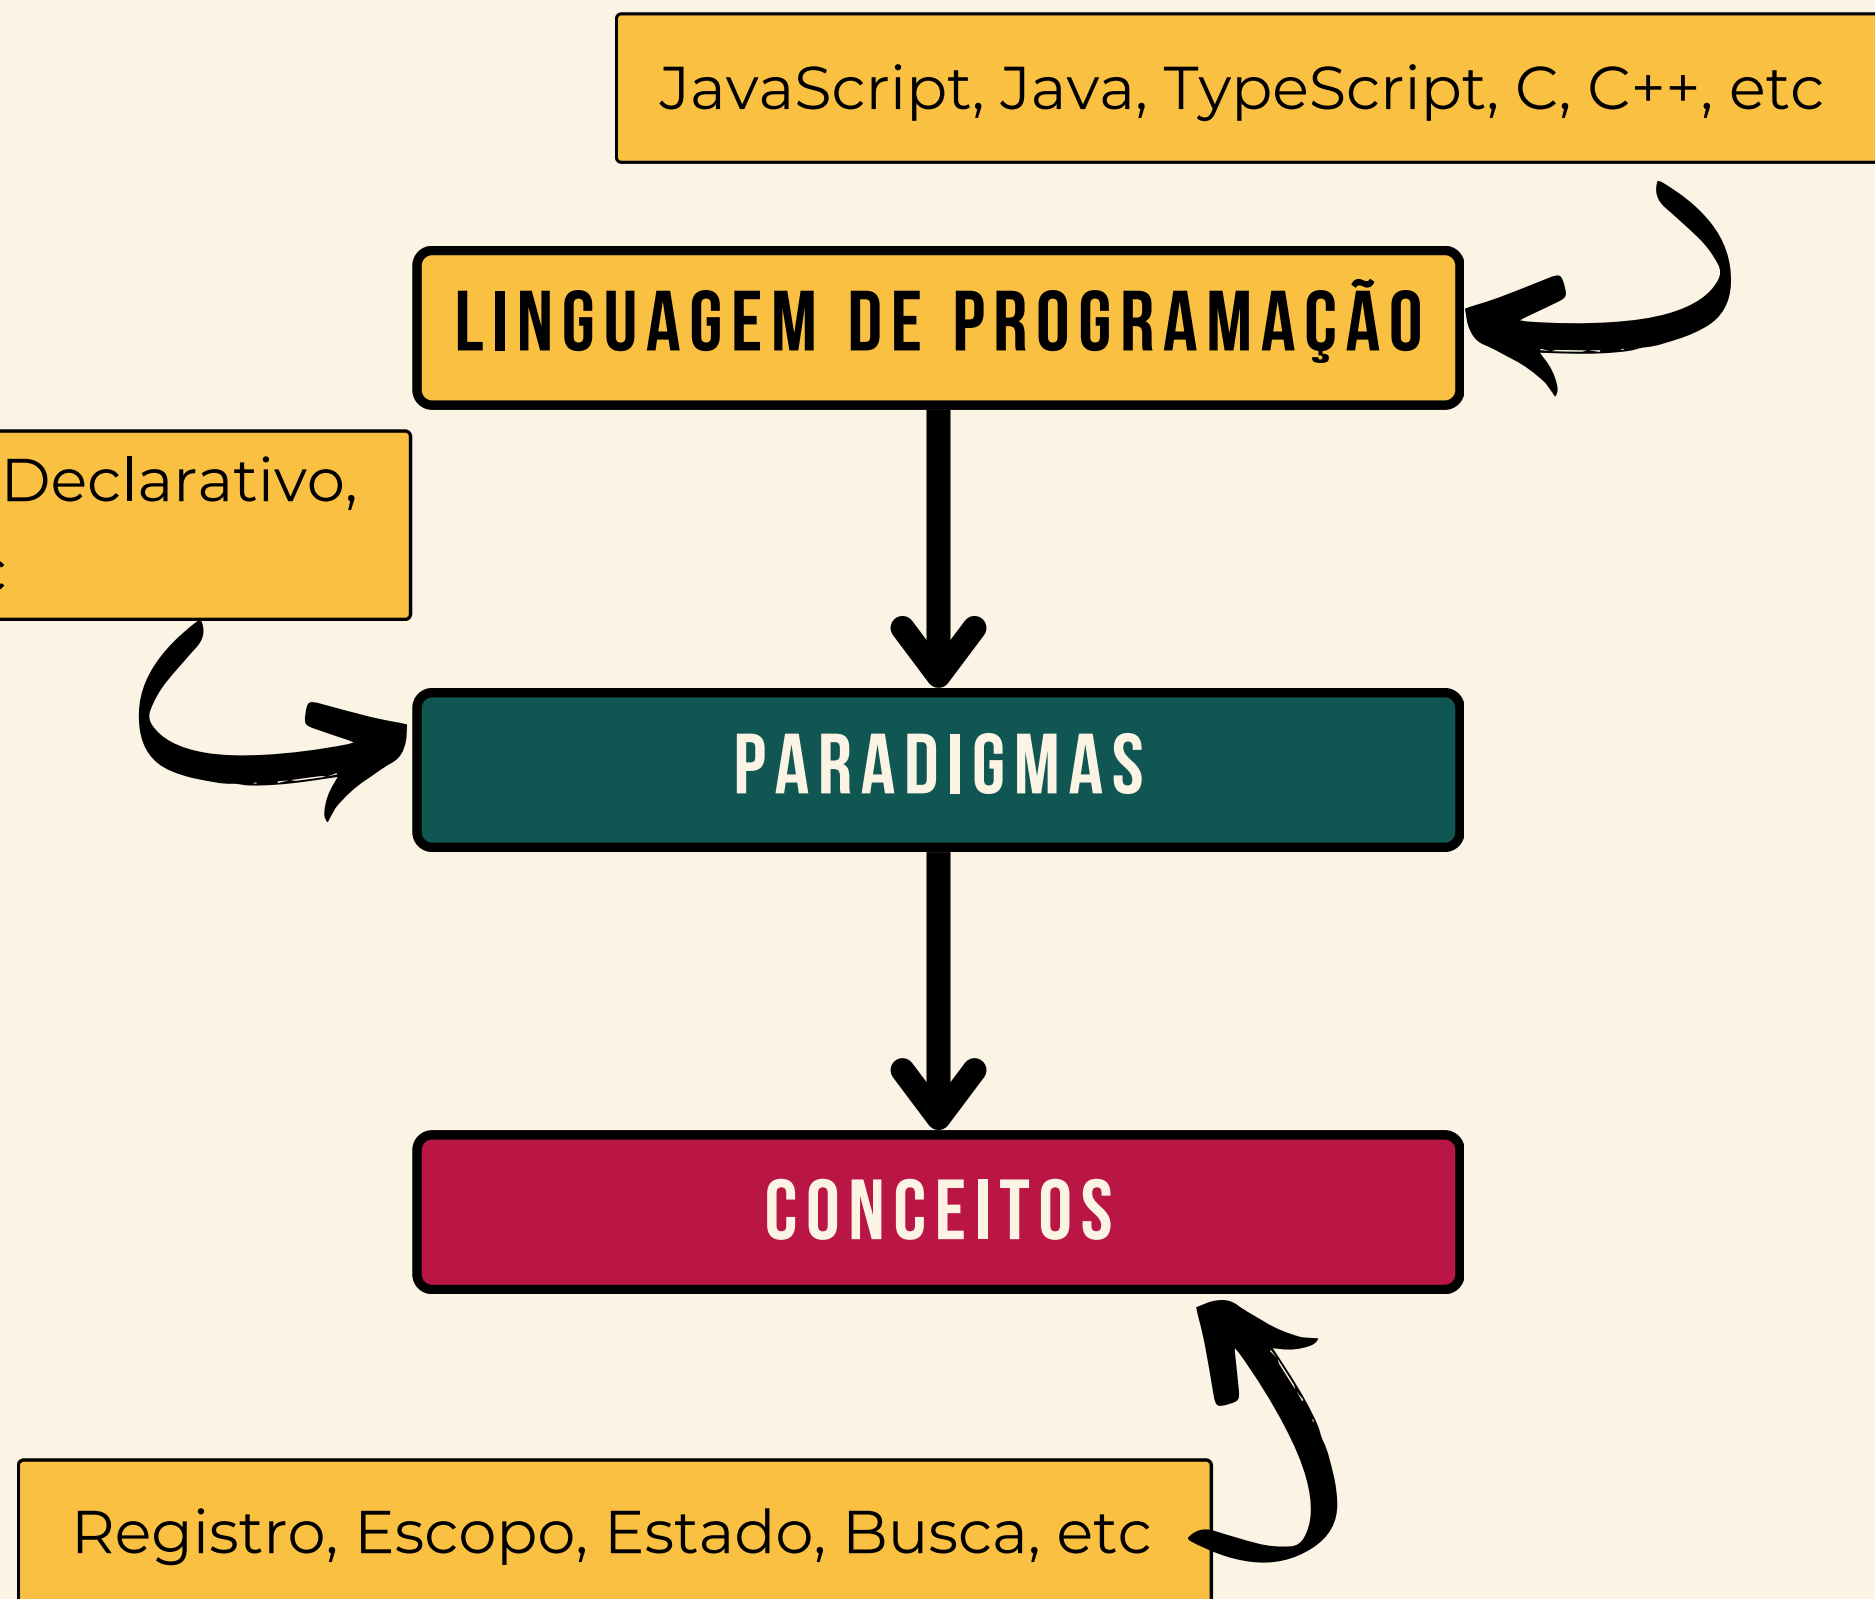 JavaScript, Java, TypeScript, C, C++, etc
LINGUAGEM DE PROGRAMAÇÃO
Declarativo,
PARADIGMAS
CONCEITOS
Registro, Escopo, Estado, Busca, etc